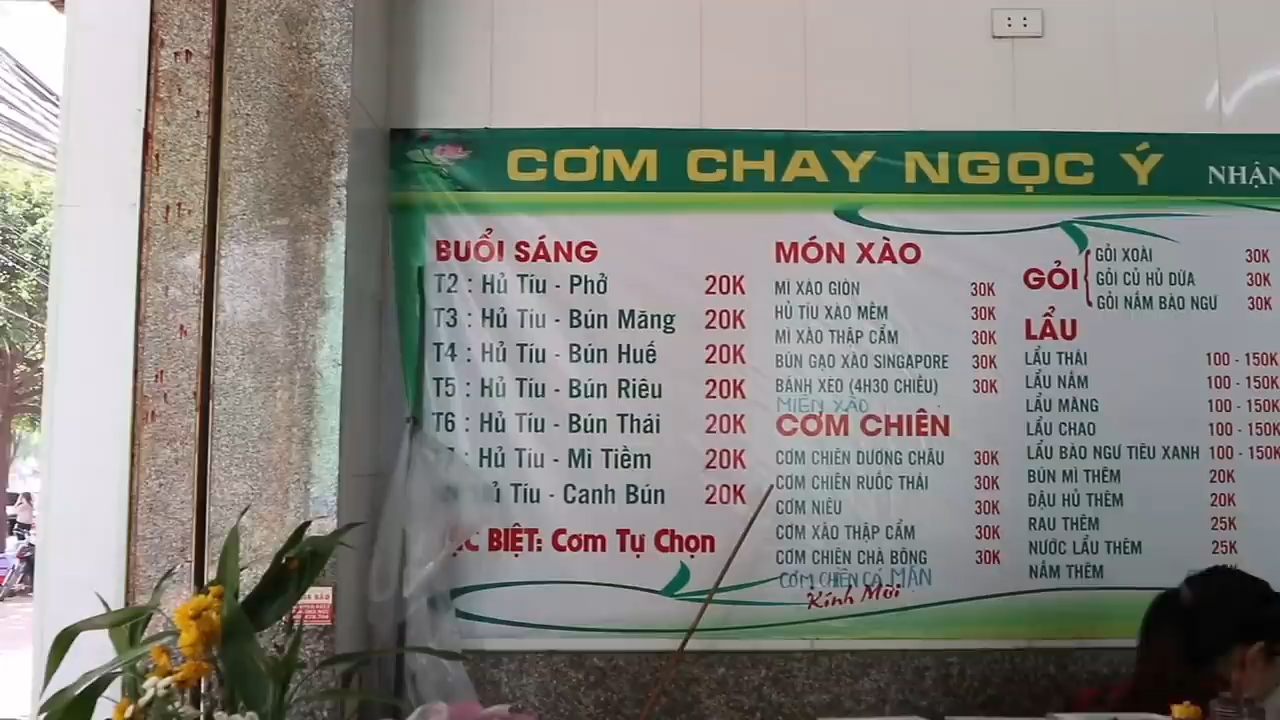 CƠM CHAY NGỌC Ý
NHẬN
BUỔI SÁNG
T2 : Hủ Tíu - Phở 20K
T3 : Hủ Tíu - Bún Măng 20K
T4 : Hủ Tíu - Bún Huế 20K
T5 : Hủ Tíu - Bún Riêu 20K
T6 : Hủ Tíu - Bún Thái 20K
: Hủ Tíu - Mì Tiềm 20K
Tíu - Canh Bún 20K
BIỆT: Cơm Tự Chọn
MÓN XÀO
MÌ XÀO GIÒN 30K
HỦ TÍU XÀO MỀM 30K
MÌ XÀO THẬP CẨM 30K
BÚN GẠO XÀO SINGAPORE 30K
BÁNH XÈO (4H30 CHIỀU) 30K
MIẾN XÀO
CƠM CHIÊN
CƠM CHIÊN DƯƠNG CHÂU 30K
CƠM CHIÊN RUỐC THÁI 30K
CƠM NIÊU 30K
CƠM XÀO THẬP CẨM 30K
CƠM CHIÊN CHÀ BÔNG 30K
CƠM CHIÊN CÁ MẶN
Kính Mời
GỎI
GỎI XOÀI 30K
GỎI CỦ HỦ DỪA 30K
GỎI NẤM BÀO NGƯ 30K
LẨU
LẨU THÁI 100 - 150K
LẨU NẤM 100 - 150K
LẨU MĂNG 100 - 150K
LẨU CHAO 100 - 150K
LẨU BÀO NGƯ TIÊU XANH 100 - 150K
BÚN MÌ THÊM 20K
ĐẬU HỦ THÊM 20K
RAU THÊM 25K
NƯỚC LẨU THÊM 25K
NẤM THÊM